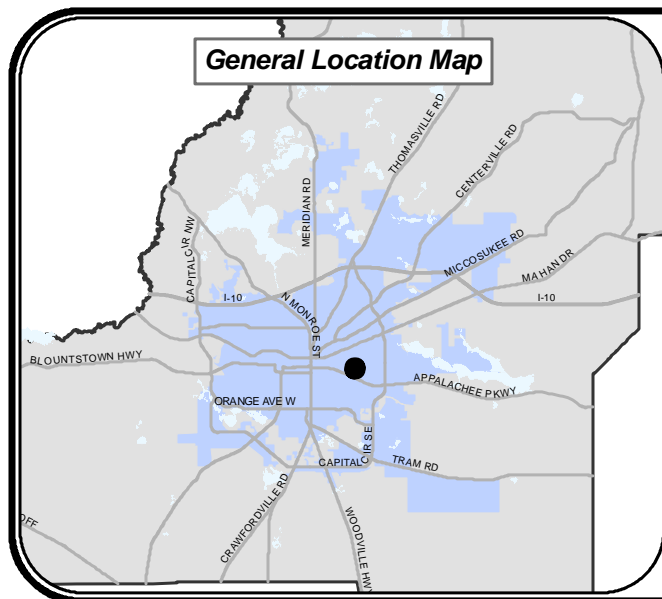 General Location Map
THOMASVILLE RD
CENTERVILLE RD
MERIDIAN RD
CAPITAL CIR NW
MICCOSUKEE RD
MAHAN DR
I-10
N MONROE ST
I-10
BLOUNTSTOWN HWY
APPALACHEE PKWY
ORANGE AVE W
CAPITAL CIR SE
TRAM RD
CRAWFORDVILLE RD
WOODVILLE HWY
OFF